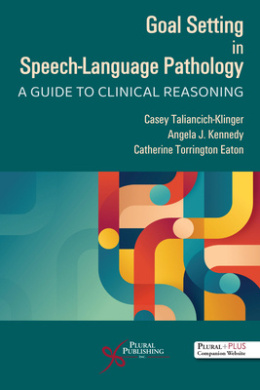 Goal Setting
in
Speech-Language Pathology
A GUIDE TO CLINICAL REASONING
Casey Taliancich-Klinger
Angela J. Kennedy
Catherine Torrington Eaton
PLURAL
PUBLISHING
INC.
PLURAL+PLUS
Companion Website